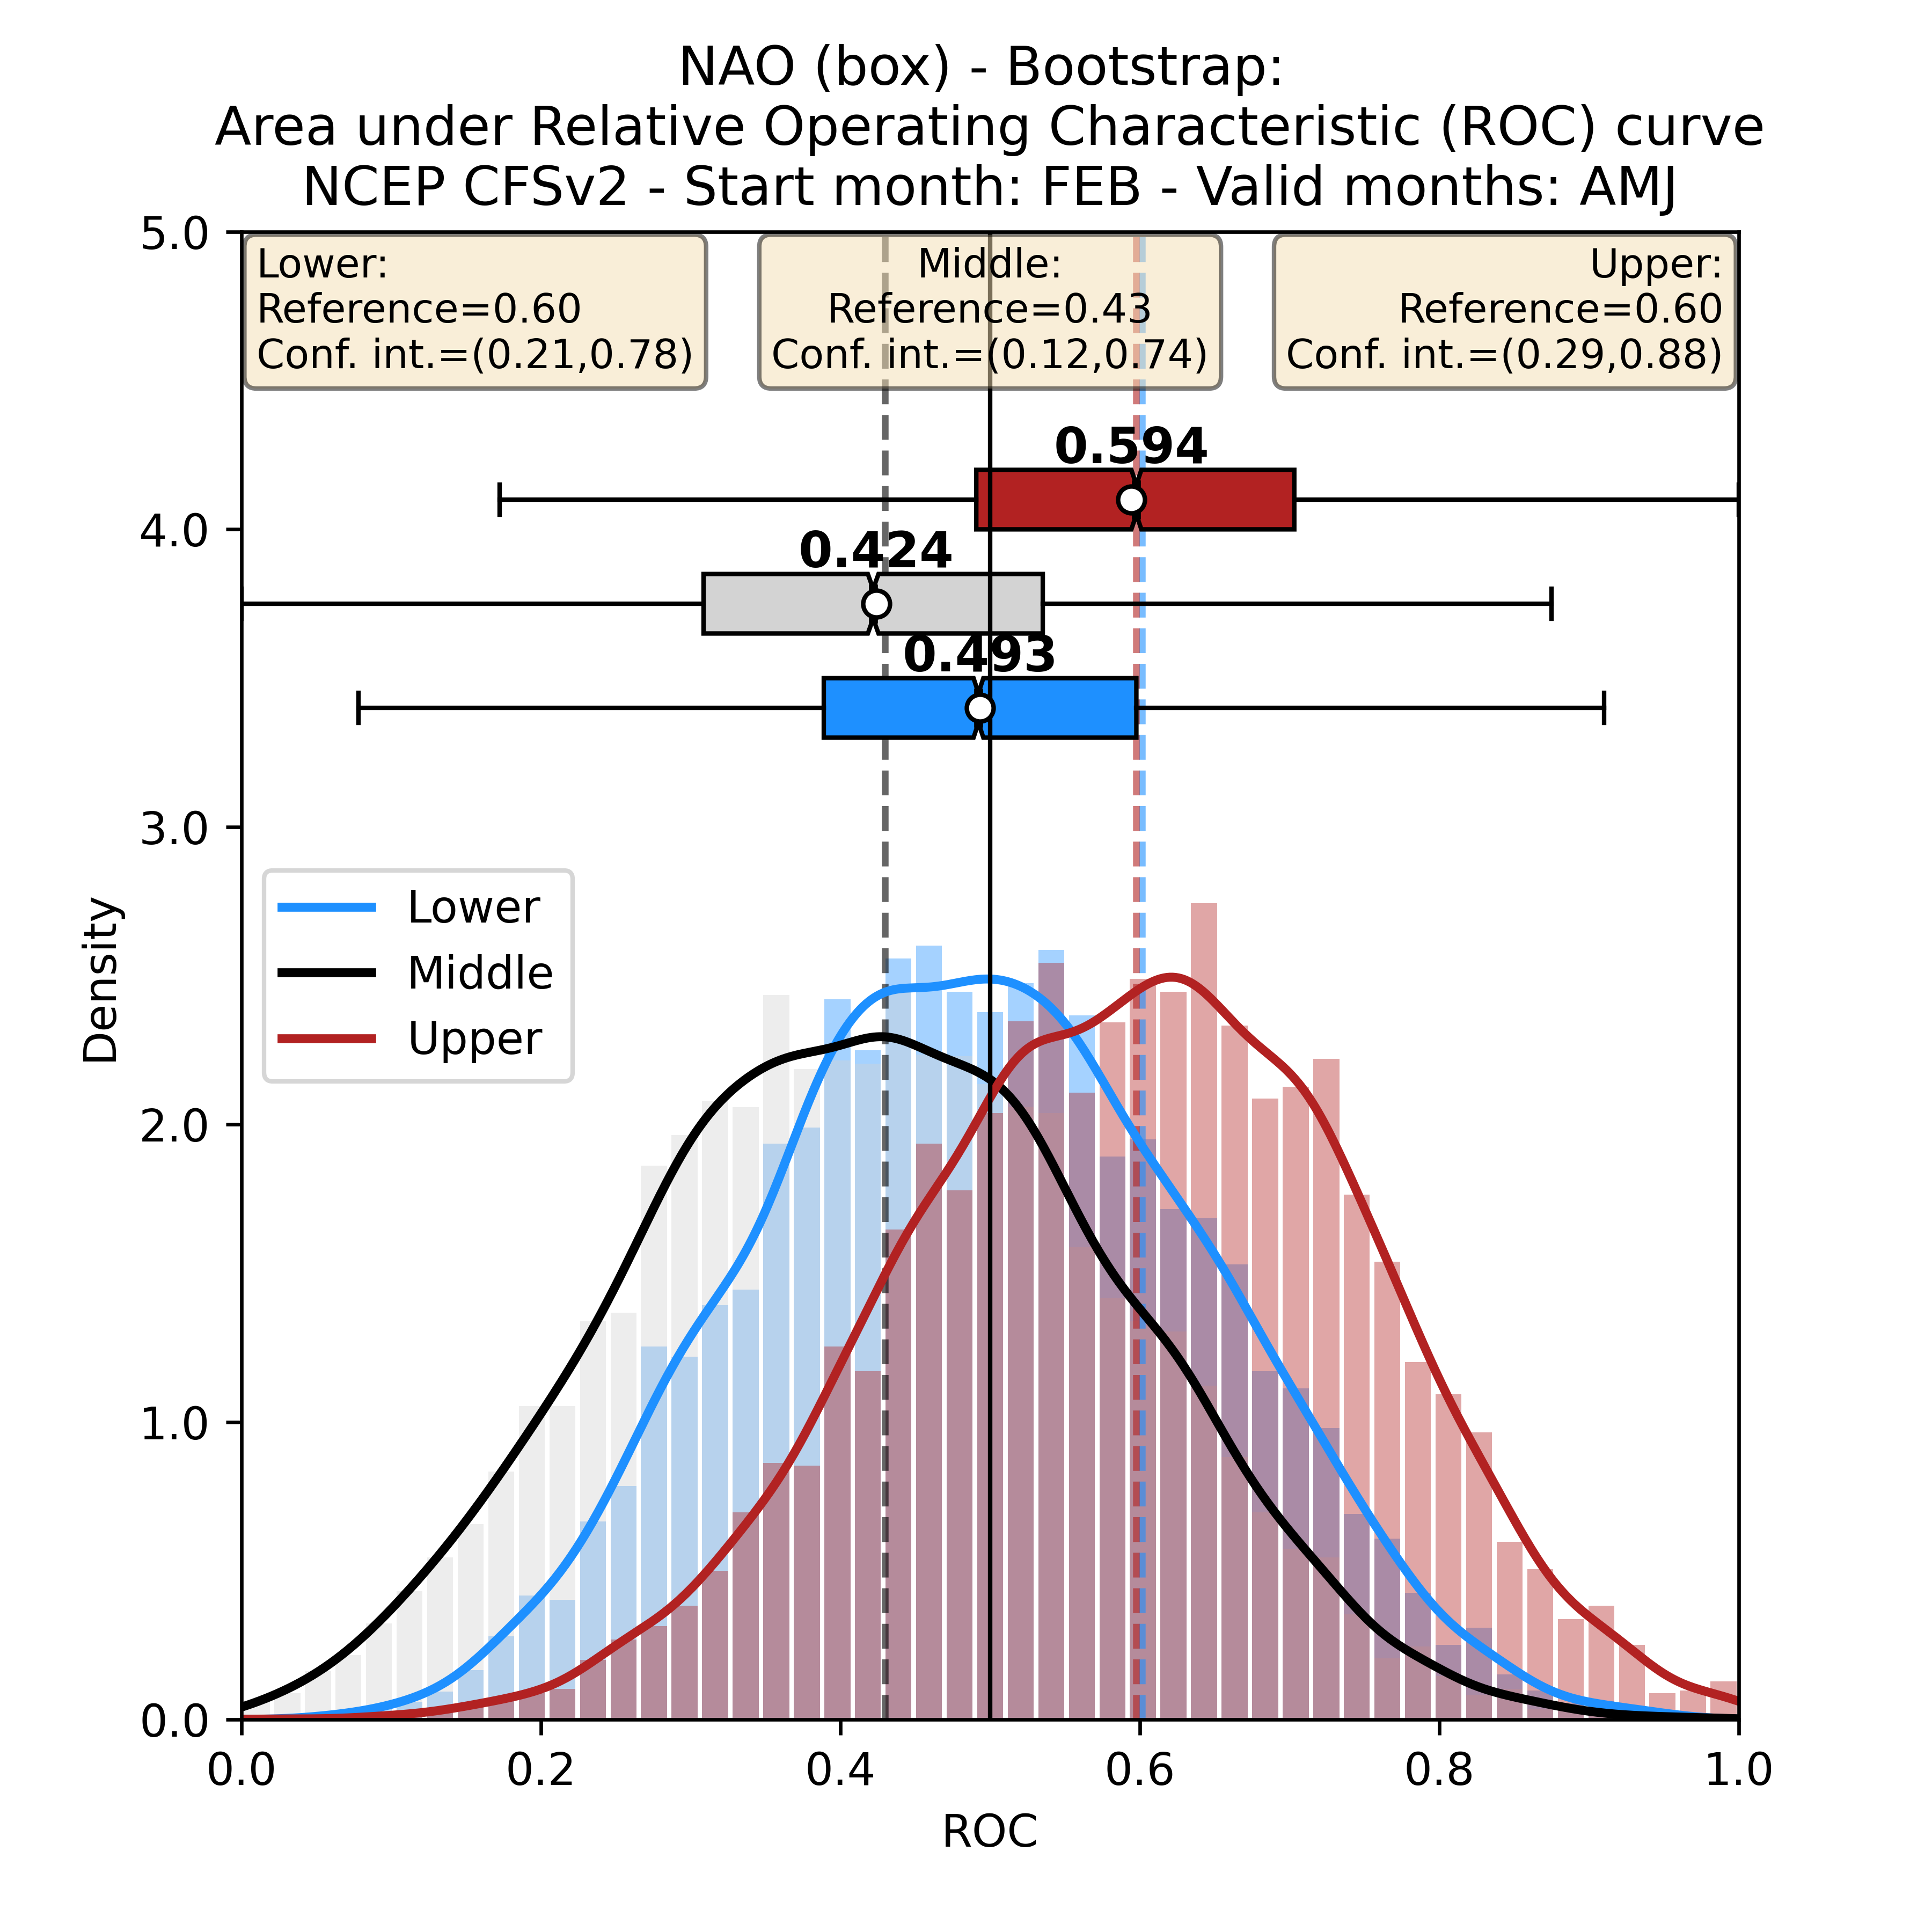 NAO (box) - Bootstrap:
Area under Relative Operating Characteristic (ROC) curve
NCEP CFSv2 - Start month: FEB - Valid months: AMJ
Lower:
Reference=0.60
Conf. int.=(0.21,0.78)
Middle:
Reference=0.43
Conf. int.=(0.12,0.74)
Upper:
Reference=0.60
Conf. int.=(0.29,0.88)
0.594
0.424
0.493
Lower
Middle
Upper
Density
5.0
4.0
3.0
2.0
1.0
0.0
0.0 0.2 0.4 0.6 0.8 1.0
ROC